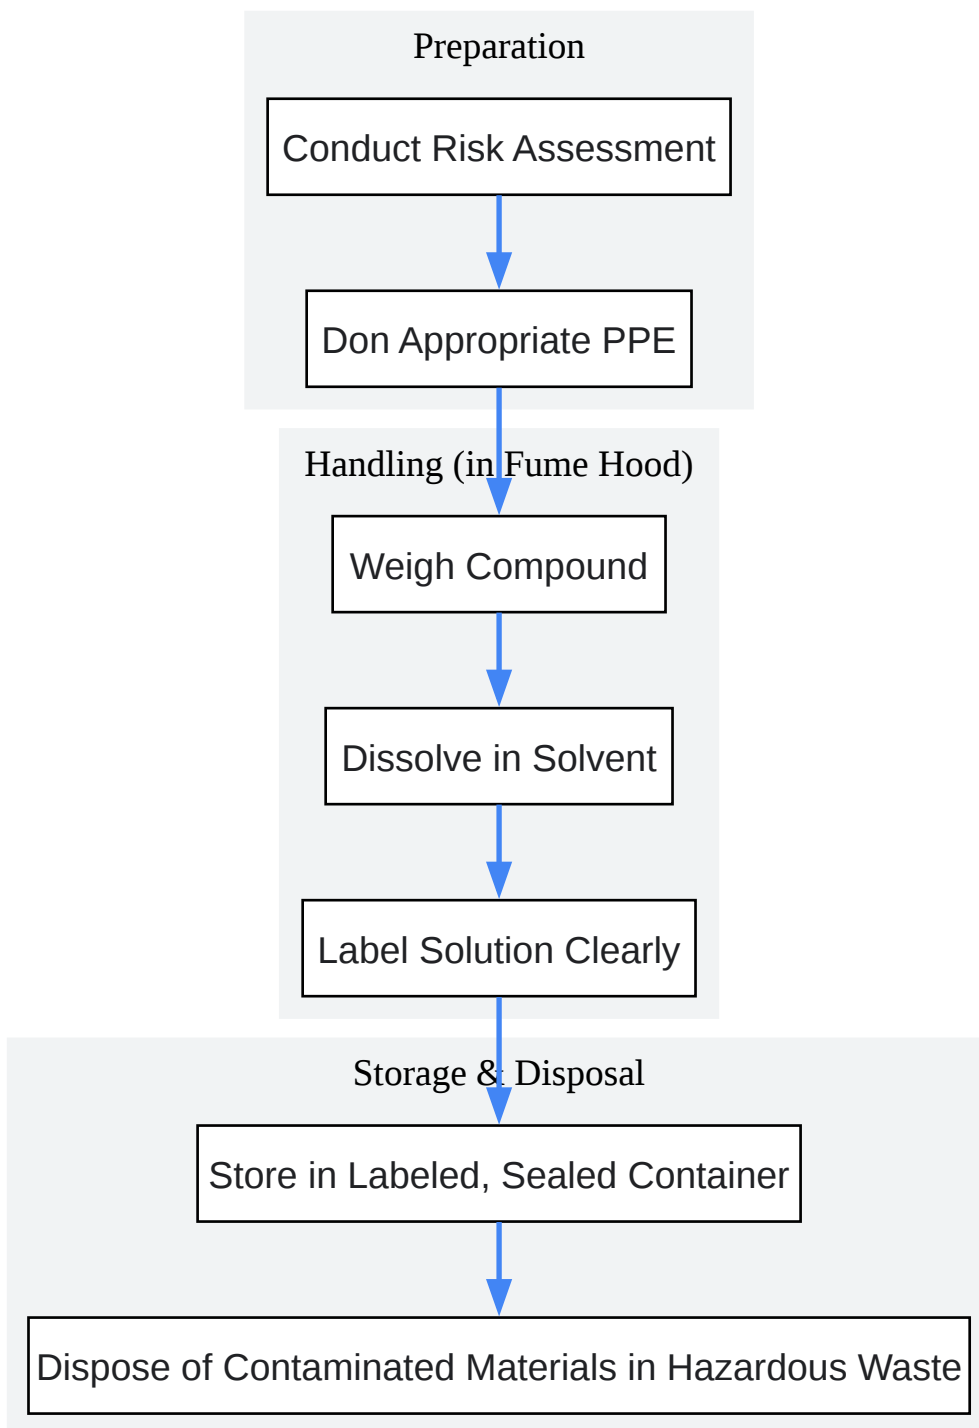 Preparation
Conduct Risk Assessment
Don Appropriate PPE
Handling (in Fume Hood)
Weigh Compound
Dissolve in Solvent
Label Solution Clearly
Storage & Disposal
Store in Labeled, Sealed Container
Dispose of Contaminated Materials in Hazardous Waste